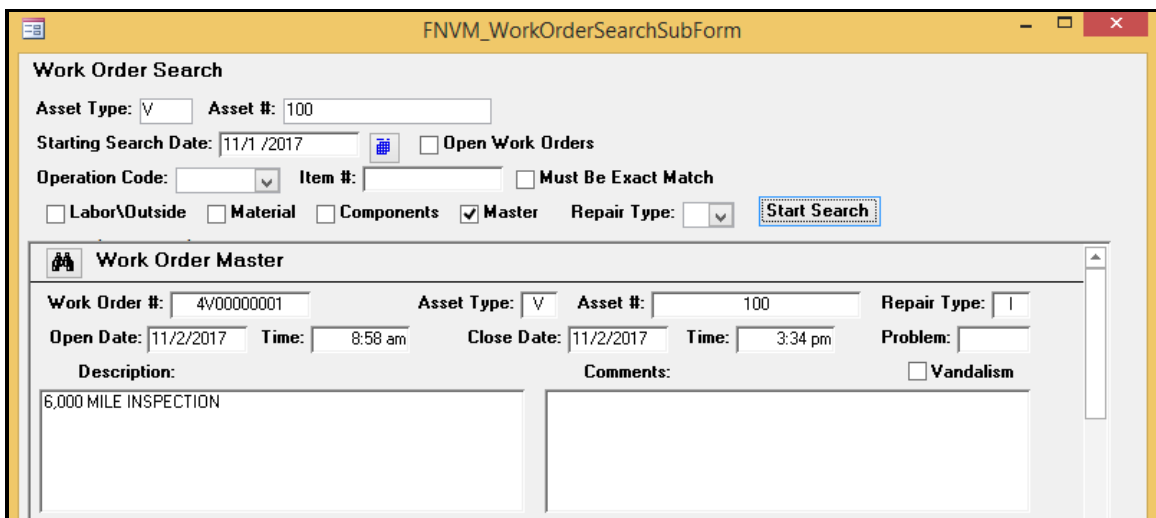 FNVM_WorkOrderSearchSubForm
Work Order Search
Asset Type: V Asset #: 100
Starting Search Date: 11/1 /2017 Open Work Orders
Operation Code: Item #: Must Be Exact Match
Labor\Outside Material Components Master Repair Type: Start Search
Work Order Master
Work Order #: 4V00000001 Asset Type: V Asset #: 100 Repair Type: I
Open Date: 11/2/2017 Time: 8:58 am Close Date: 11/2/2017 Time: 3:34 pm Problem:
Description: Comments: Vandalism
6,000 MILE INSPECTION